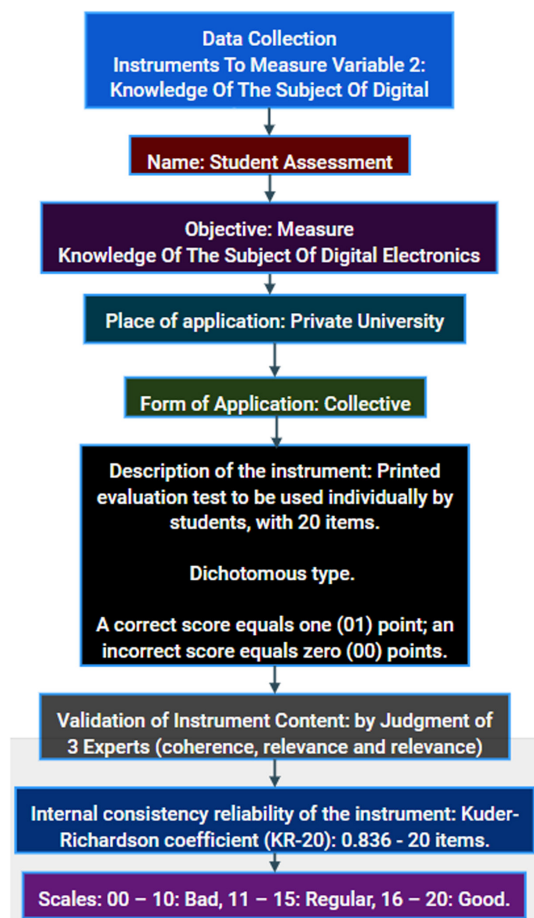 Data Collection
Instruments To Measure Variable 2:
Knowledge Of The Subject Of Digital
Name: Student Assessment
Objective: Measure
Knowledge Of The Subject Of Digital Electronics
Place of application: Private University
Form of Application: Collective
Description of the instrument: Printed
evaluation test to be used individually by
students, with 20 items.
Dichotomous type.
A correct score equals one (01) point; an
incorrect score equals zero (00) points.
Validation of Instrument Content: by Judgment of
3 Experts (coherence, relevance and relevance)
Internal consistency reliability of the instrument: Kuder-
Richardson coefficient (KR-20): 0.836 - 20 items.
Scales: 00 – 10: Bad, 11 – 15: Regular, 16 – 20: Good.